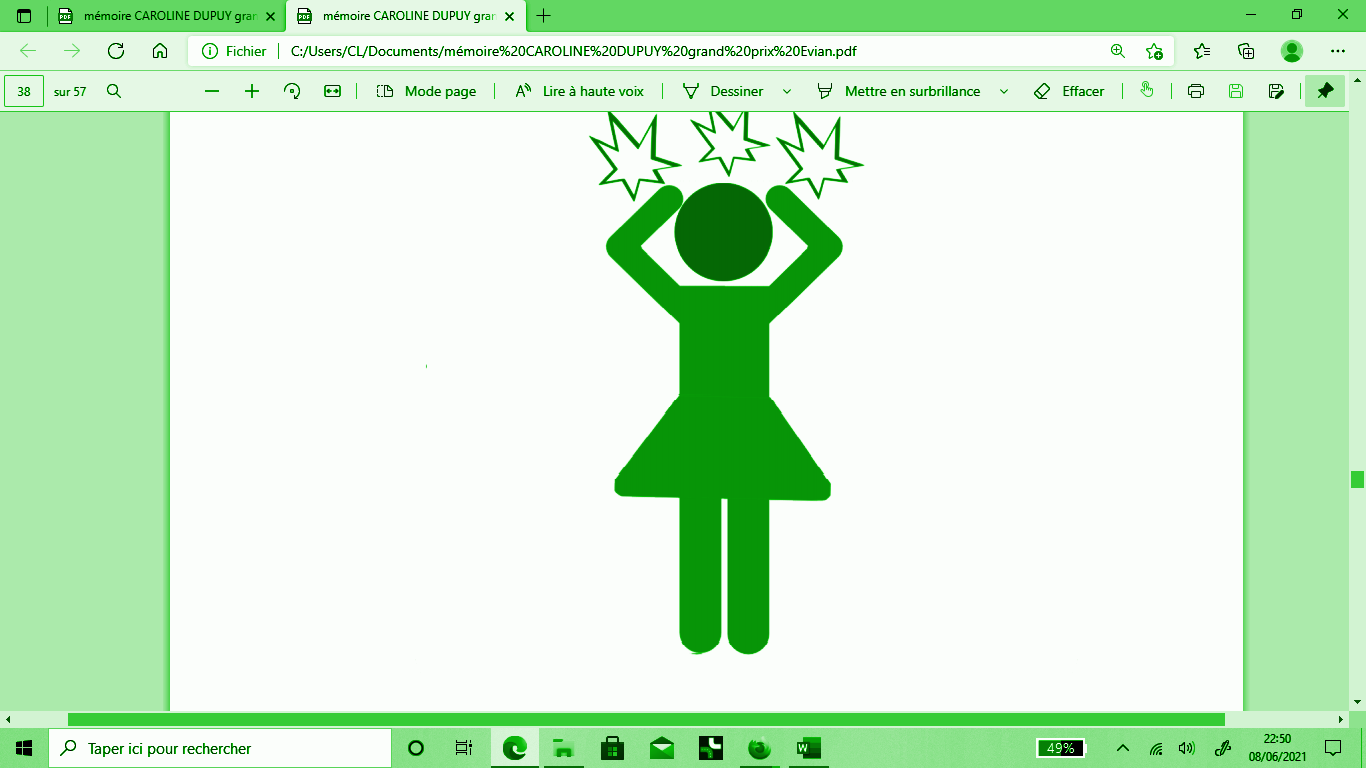 mémoire CAROLINE DUPUY gran
mémoire CAROLINE DUPUY gran
Fichier C:/Users/CL/Documents/mémoire%20CAROLINE%20DUPUY%20grand%20prix%20Evian.pdf
38 sur 57 Mode page Lire à haute voix Dessiner Mettre en surbrillance Effacer
Taper ici pour rechercher
49%
22:50
08/06/2021